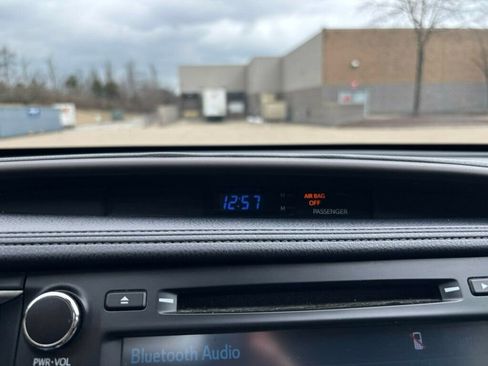 12:57
H
M
AIR BAG
OFF
PASSENGER
PWR•VOL
Bluetooth Audio